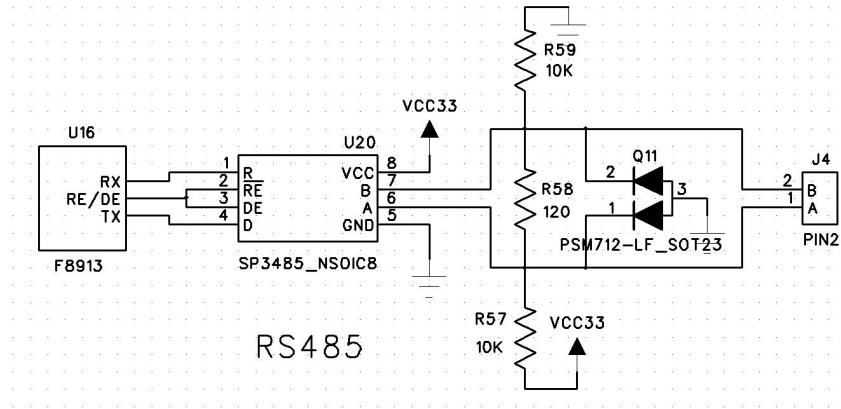 R59
10K
VCC33
U16
U20
Q11
J4
RX
RE/DE
TX
1
2
3
4
R
RE
DE
D
VCC
B
A
GND
8
7
6
5
R58
120
2
1
3
2
1
B
A
F8913
SP3485_NSOIC8
PSM712-LF_SOT23
PIN2
RS485
R57
10K
VCC33